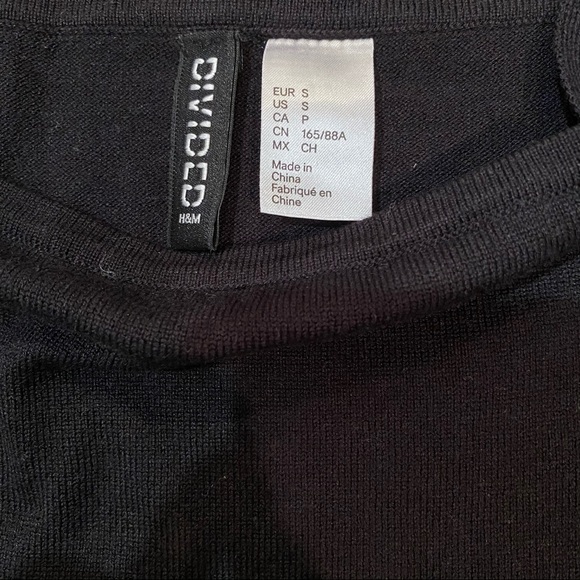 DIVIDED
H&M
EUR S
US S
CA P
CN 165/88A
MX CH
Made in
China
Fabriqué en
Chine